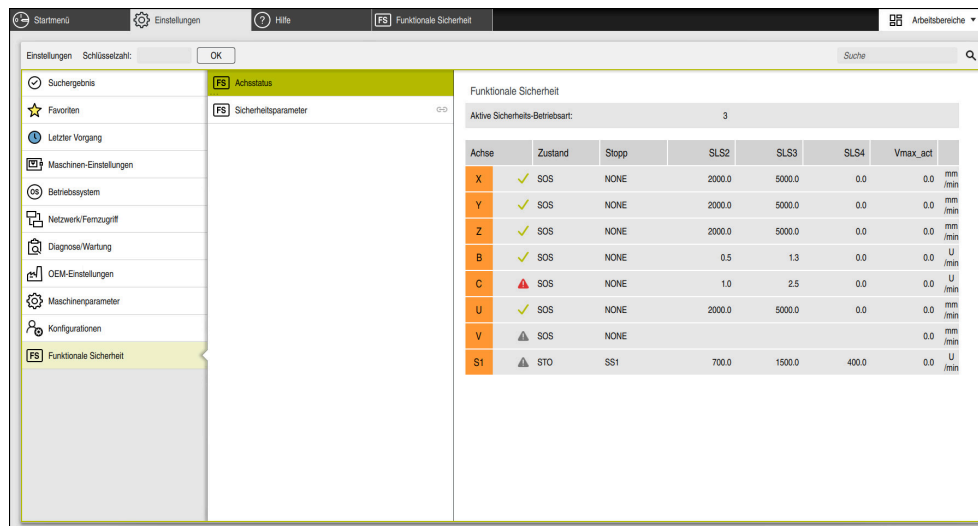 Startmenü
Einstellungen
? Hilfe
FS Funktionale Sicherheit
Arbeitsbereiche
Einstellungen Schlüsselzahl: OK
Suche
Suchergebnis
Favoriten
Letzter Vorgang
Maschinen-Einstellungen
OS Betriebssystem
Netzwerk/Fernzugriff
Diagnose/Wartung
OEM-Einstellungen
Maschinenparameter
Konfigurationen
FS Funktionale Sicherheit
FS Achsstatus
FS Sicherheitsparameter
Funktionale Sicherheit
Aktive Sicherheits-Betriebsart: 3
Achse Zustand Stopp SLS2 SLS3 SLS4 Vmax_act
X SOS NONE 2000.0 5000.0 0.0 0.0 mm/min
Y SOS NONE 2000.0 5000.0 0.0 0.0 mm/min
Z SOS NONE 2000.0 5000.0 0.0 0.0 mm/min
B SOS NONE 0.5 1.3 0.0 0.0 U/min
C SOS NONE 1.0 2.5 0.0 0.0 U/min
U SOS NONE 2000.0 5000.0 0.0 0.0 mm/min
V SOS NONE 0.0 mm/min
S1 STO SS1 700.0 1500.0 400.0 0.0 U/min